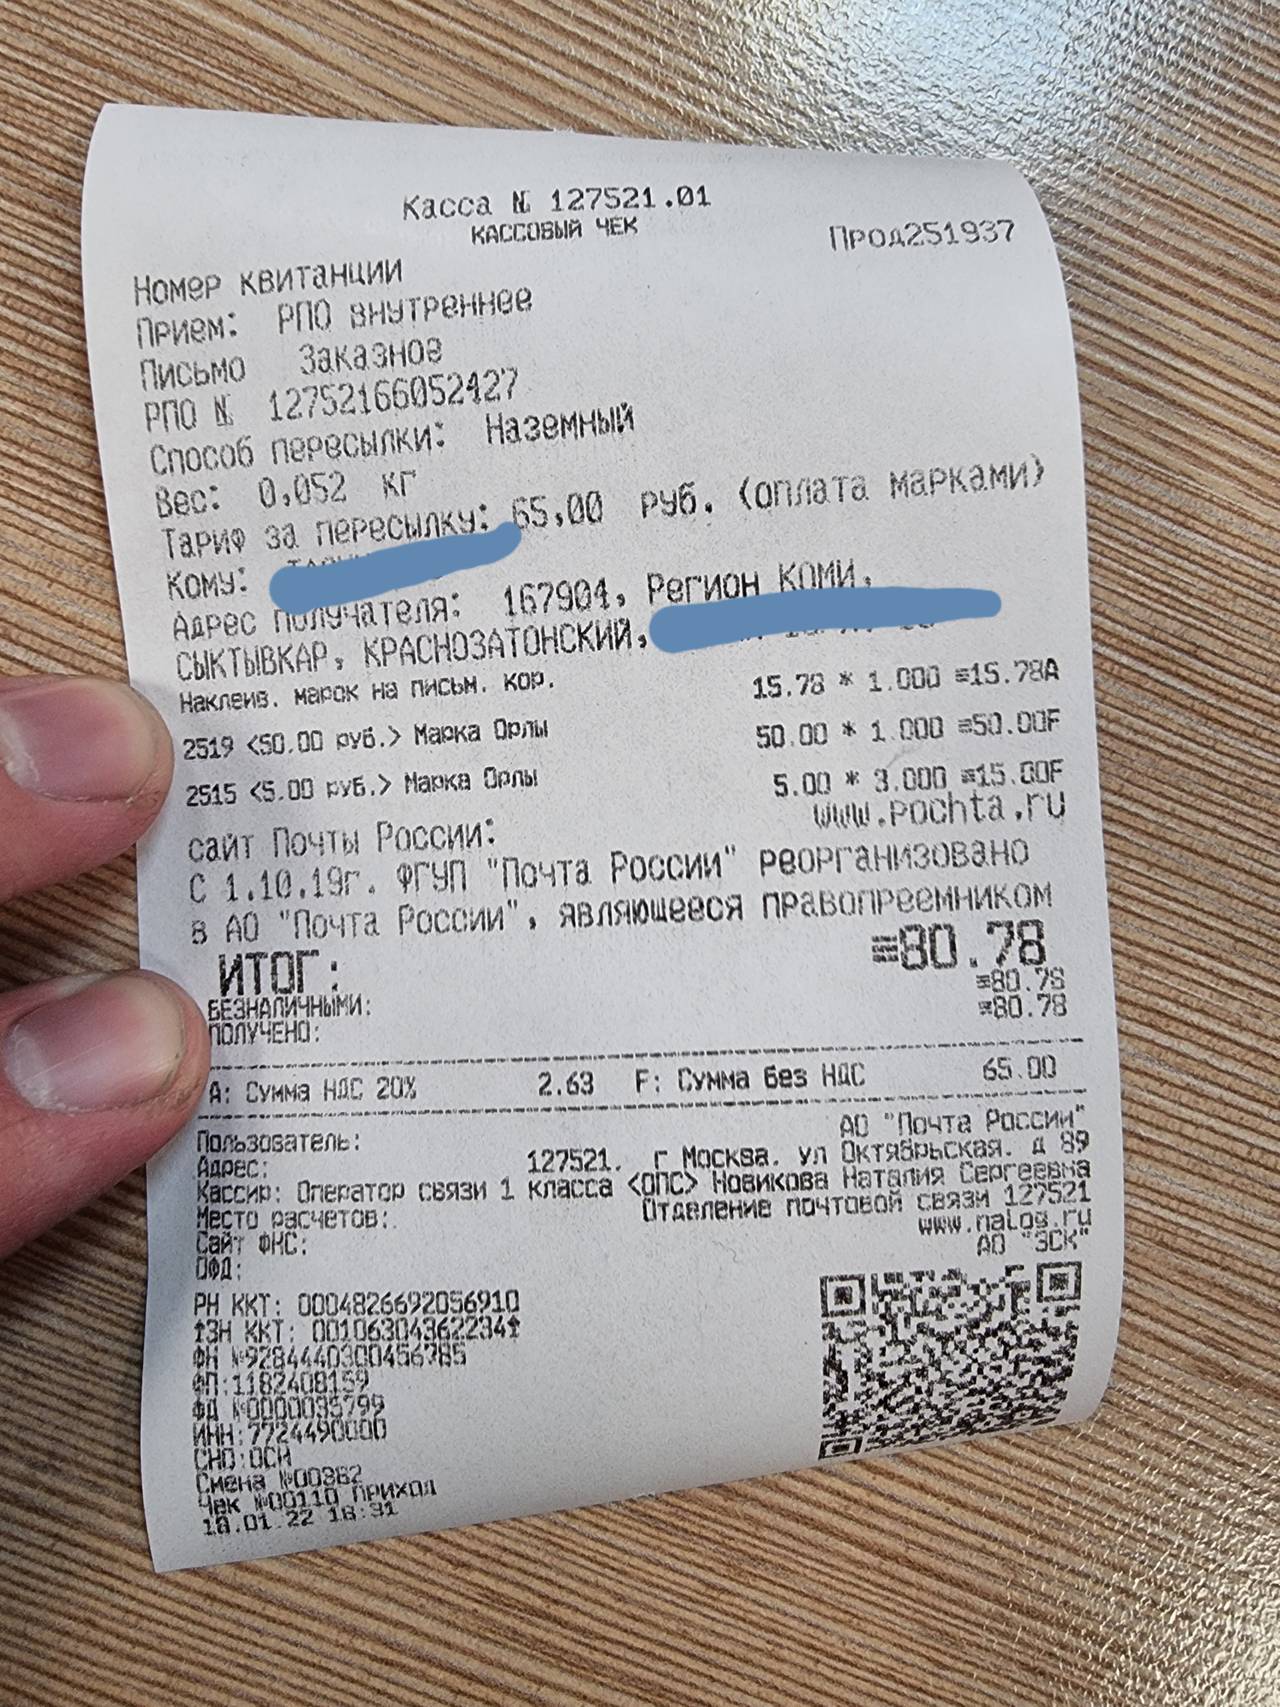 Касса № 127521.01
КАССОВЫЙ ЧЕК
Прод251937
Номер квитанции
Прием: РПО внутреннее
Письмо Заказное
РПО № 12752166052427
Способ пересылки: Наземный
Вес: 0,052 кг
Тариф за пересылку: 65,00 руб. (оплата марками)
Кому:
Адрес получателя: 167904, Регион КОМИ,
СЫКТЫВКАР, КРАСНОЗАТОНСКИЙ,
Наклеив. марок на письм. кор. 15.78 * 1.000 ≡15.78А
2519 <50.00 руб.> Марка Орлы 50.00 * 1.000 ≡50.00F
2515 <5.00 руб.> Марка Орлы 5.00 * 3.000 ≡15.00F
сайт Почты России: www.pochta.ru
С 1.10.19г. ФГУП "Почта России" реорганизовано
в АО "Почта России", являющееся правопреемником
ИТОГ: ≡80.78
БЕЗНАЛИЧНЫМИ: ≡80.78
ПОЛУЧЕНО: ≡80.78
А: Сумма НДС 20% 2.63 F: Сумма без НДС 65.00
Пользователь: АО "Почта России"
Адрес: 127521, г Москва, ул Октябрьская, д 89
Кассир: Оператор связи 1 класса <ОПС> Новикова Наталия Сергеевна
Место расчетов: Отделение почтовой связи 127521
Сайт ФНС: www.nalog.ru
ОФД: АО "ЭСК"
РН ККТ: 0004826692056910
↑ЗН ККТ: 00106304362234↑
ФН №9284440300456785
ФП:1182408159
ФД №0000035799
ИНН:7724490000
СНО:ОСН
Смена №00362
Чек №00110 Приход
18.01.22 18:31